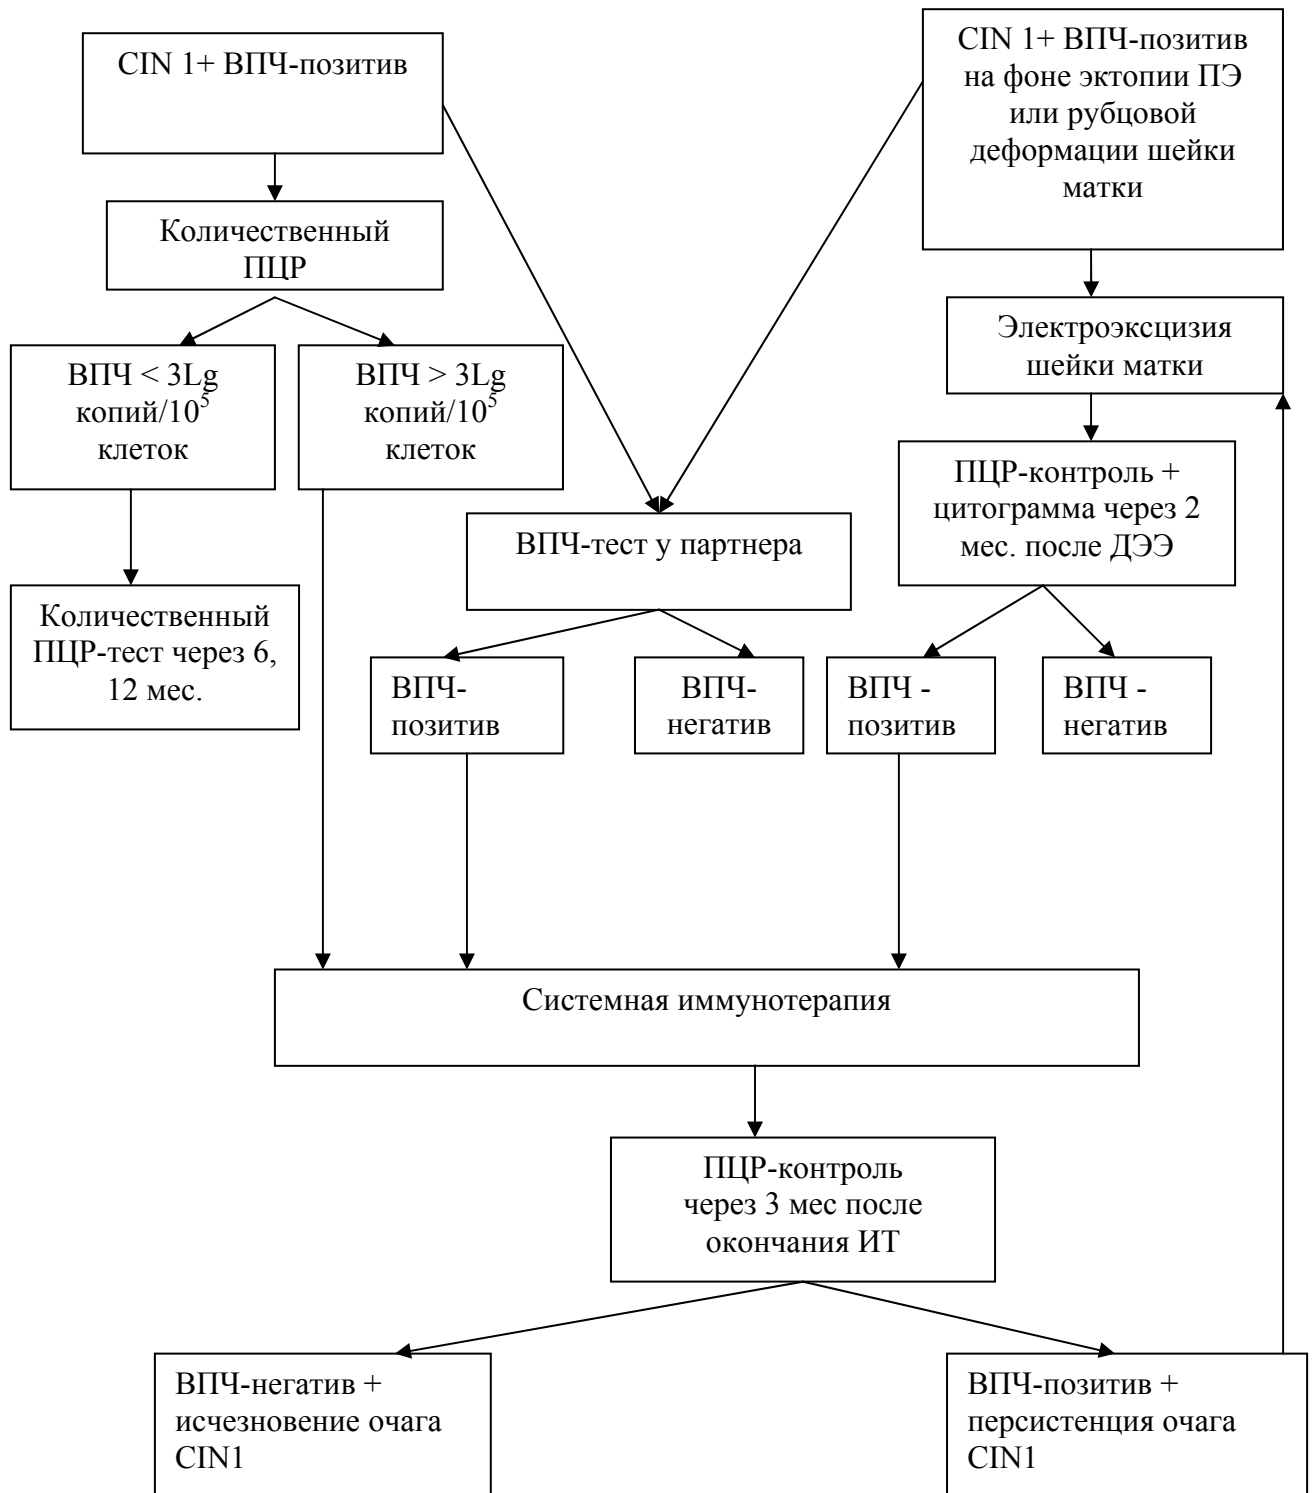 CIN 1+ ВПЧ-позитив
CIN 1+ ВПЧ-позитив
на фоне эктопии ПЭ
или рубцовой
деформации шейки
матки
Количественный
ПЦР
Электроэксцизия
шейки матки
ВПЧ < 3Lg
копий/10⁵
клеток
ВПЧ > 3Lg
копий/10⁵
клеток
ПЦР-контроль +
цитограмма через 2
мес. после ДЭЭ
ВПЧ-тест у партнера
Количественный
ПЦР-тест через 6,
12 мес.
ВПЧ-
позитив
ВПЧ-
негатив
ВПЧ -
позитив
ВПЧ -
негатив
Системная иммунотерапия
ПЦР-контроль
через 3 мес после
окончания ИТ
ВПЧ-негатив +
исчезновение очага
CIN1
ВПЧ-позитив +
персистенция очага
CIN1